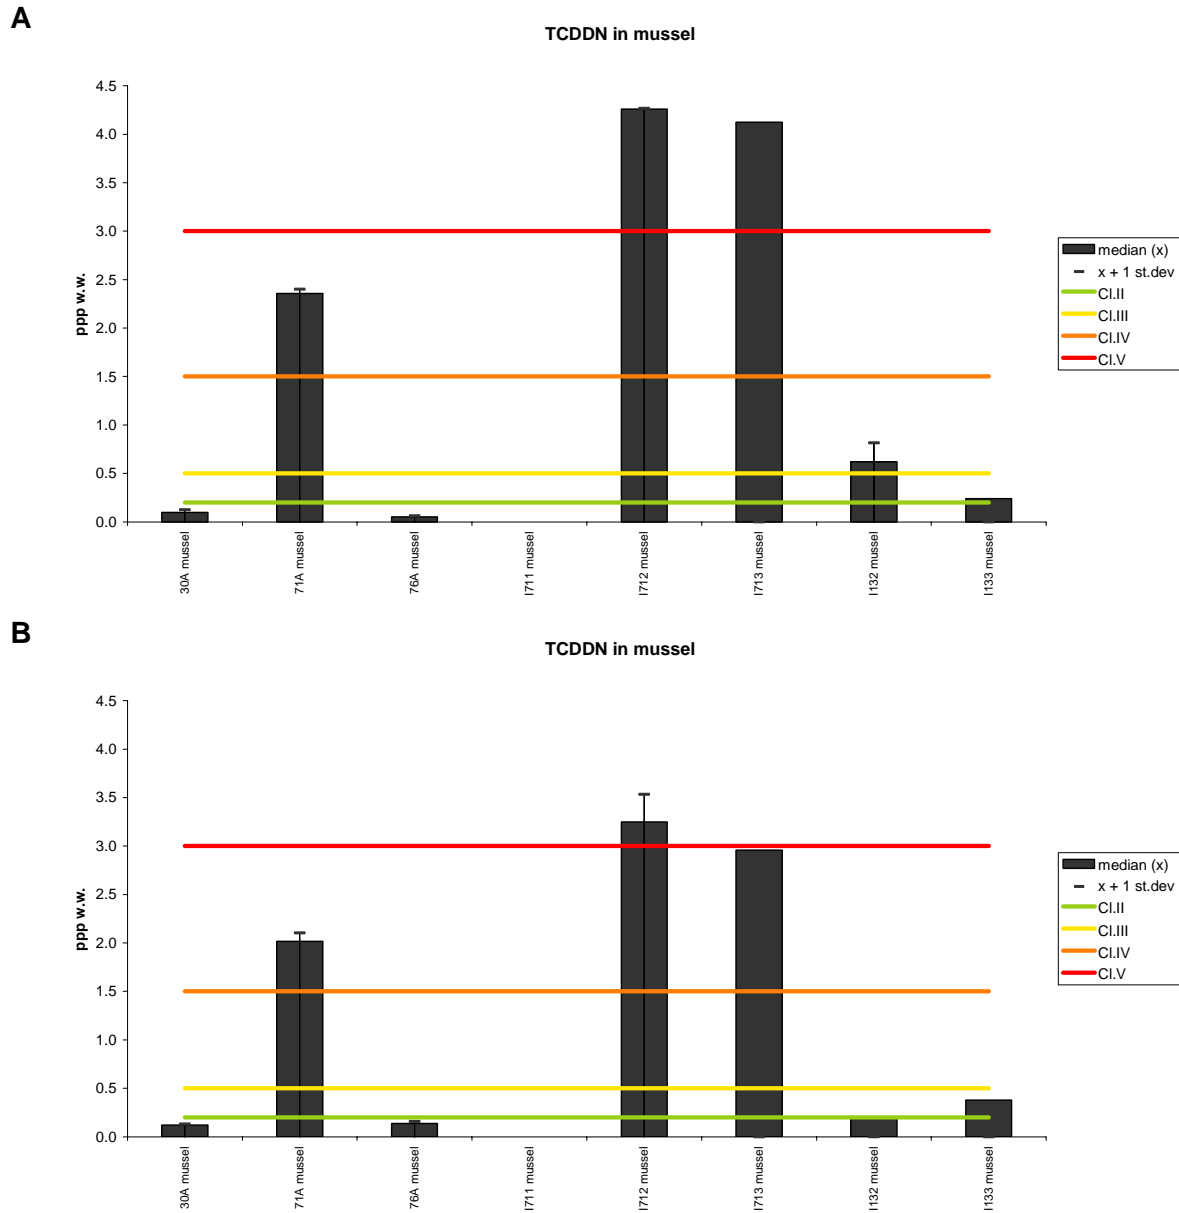 A
TCDDN in mussel
4.5
4.0
3.5
3.0
2.5
2.0
1.5
1.0
0.5
0.0
ppp w.w.
30A mussel
71A mussel
76A mussel
I711 mussel
I712 mussel
I713 mussel
I132 mussel
I133 mussel
median (x)
x + 1 st.dev
Cl.II
Cl.III
Cl.IV
Cl.V
B
TCDDN in mussel
4.5
4.0
3.5
3.0
2.5
2.0
1.5
1.0
0.5
0.0
ppp w.w.
30A mussel
71A mussel
76A mussel
I711 mussel
I712 mussel
I713 mussel
I132 mussel
I133 mussel
median (x)
x + 1 st.dev
Cl.II
Cl.III
Cl.IV
Cl.V